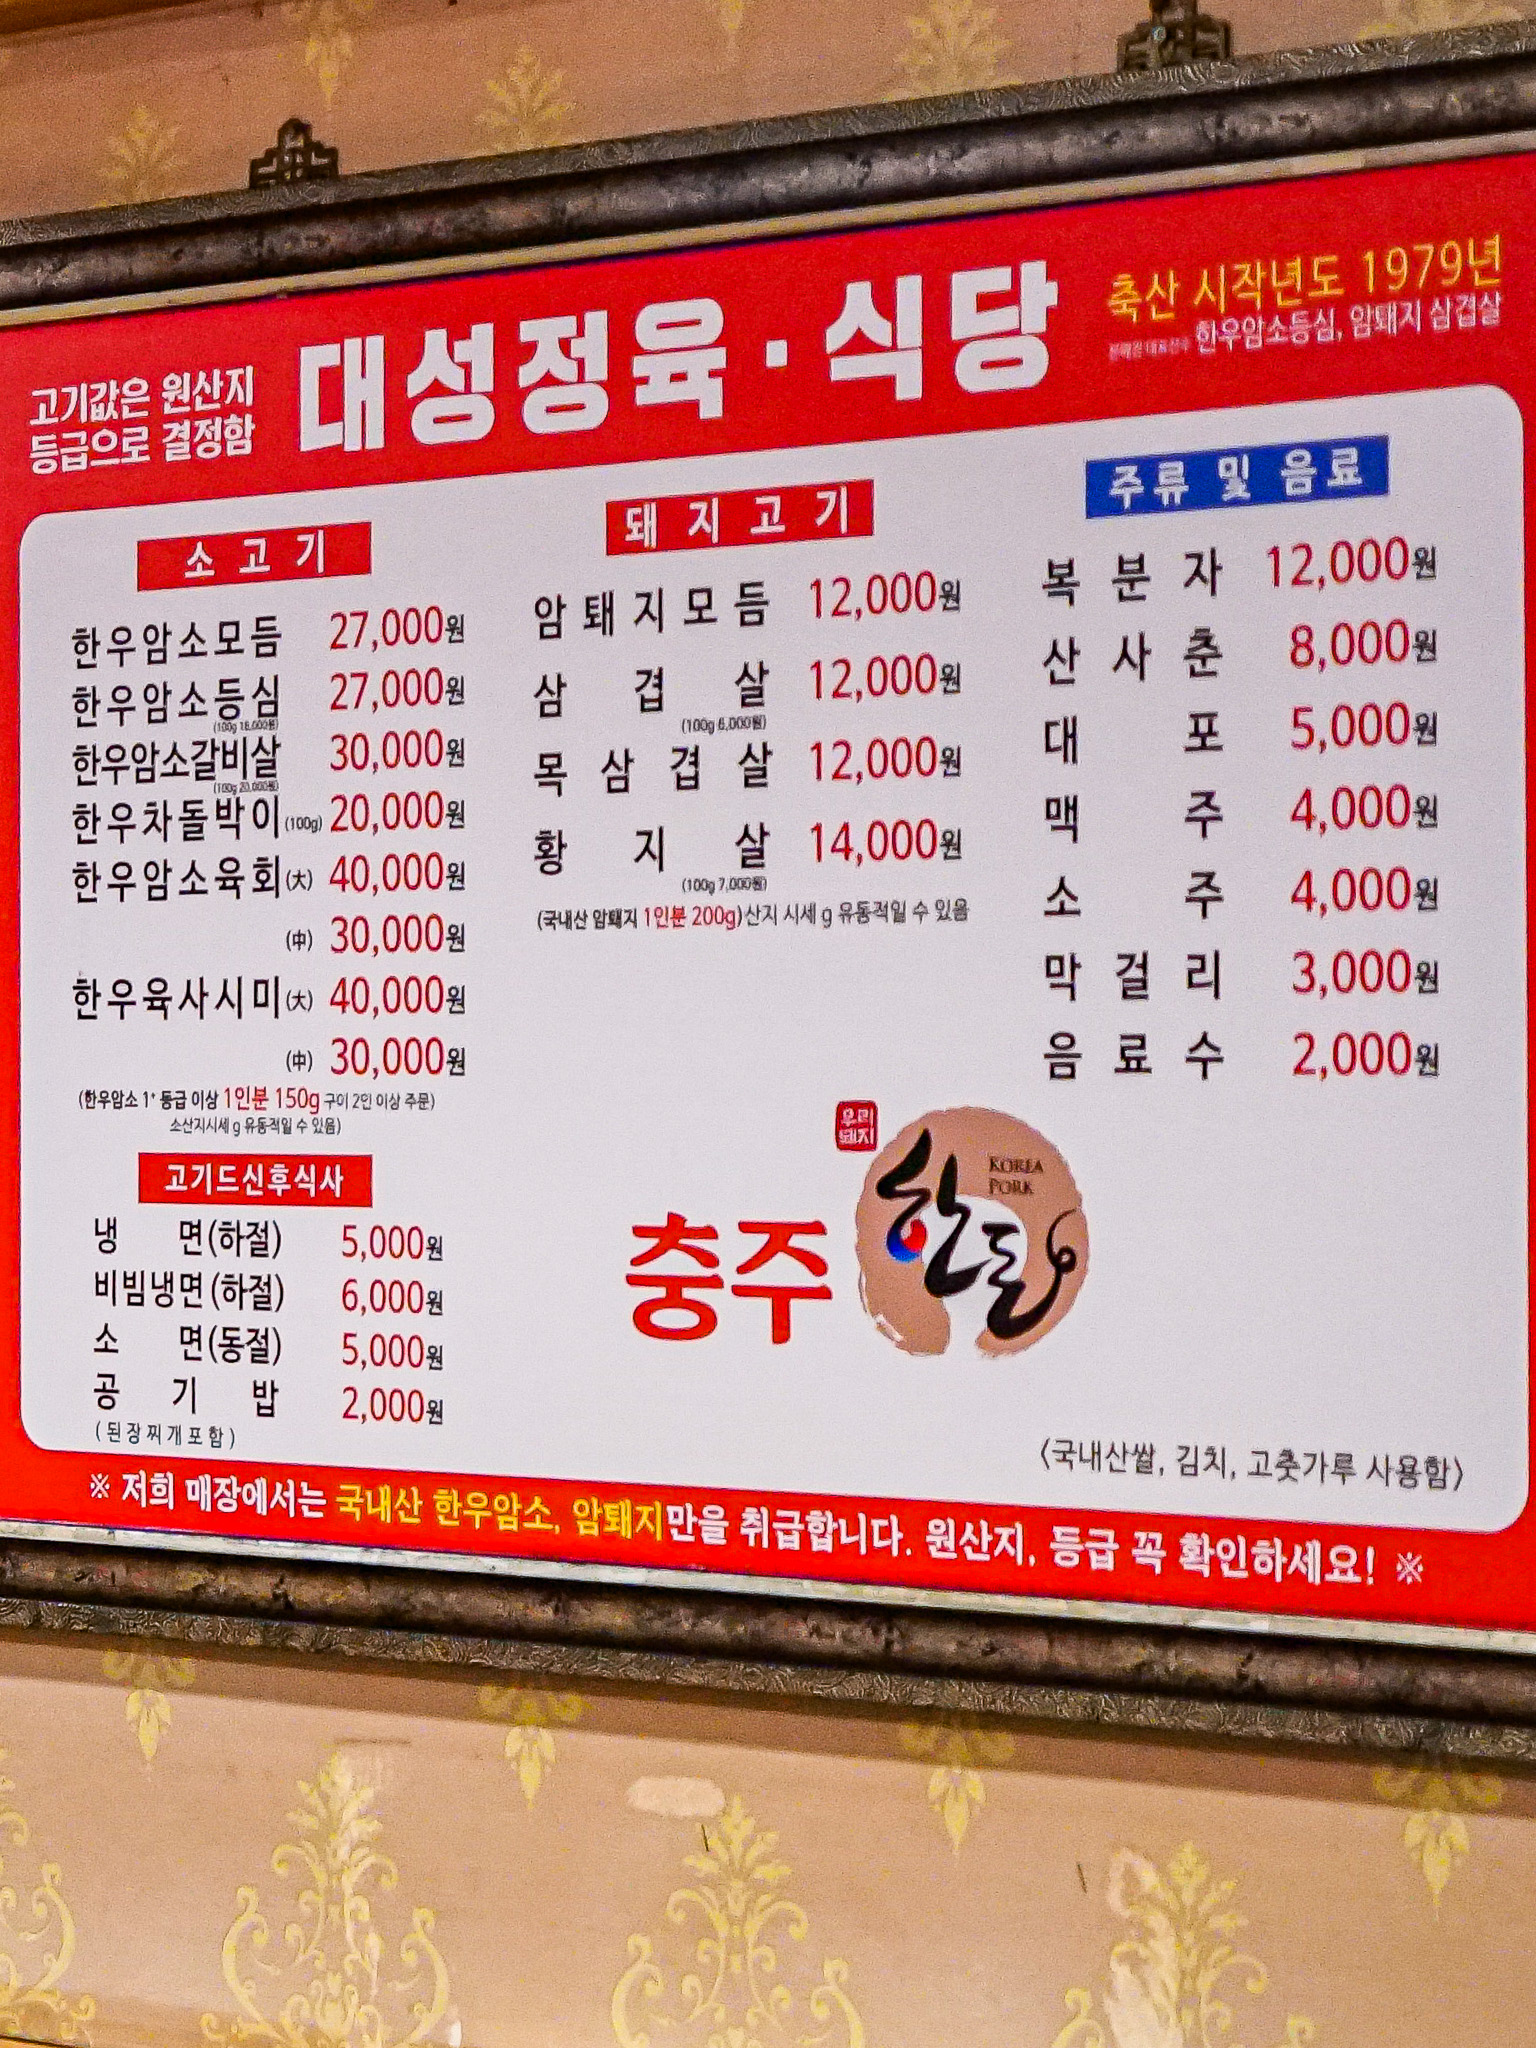 고기값은 원산지
등급으로 결정함
대성정육·식당
축산 시작년도 1979년
한우암소등심, 암퇘지 삼겹살
소고기
한우암소모듬 27,000원
한우암소등심 27,000원
(100g 18,000원)
한우암소갈비살 30,000원
(100g 20,000원)
한우차돌박이(100g) 20,000원
한우암소육회(大) 40,000원
(中) 30,000원
한우육사시미(大) 40,000원
(中) 30,000원
(한우암소 1⁺ 등급 이상 1인분 150g 구이 2인 이상 주문)
소산지시세 g 유동적일 수 있음)
고기드신후식사
냉면(하절) 5,000원
비빔냉면(하절) 6,000원
소면(동절) 5,000원
공기밥 2,000원
(된장찌개포함)
돼지고기
암퇘지모듬 12,000원
삼겹살 12,000원
(100g 6,000원)
목삼겹살 12,000원
황지살 14,000원
(100g 7,000원)
(국내산 암퇘지 1인분 200g)산지 시세 g 유동적일 수 있음
주류 및 음료
복분자 12,000원
산사춘 8,000원
대포 5,000원
맥주 4,000원
소주 4,000원
막걸리 3,000원
음료수 2,000원
충주
우리
돼지
한돈
KOREA
PORK
〈국내산쌀, 김치, 고춧가루 사용함〉
※ 저희 매장에서는 국내산 한우암소, 암퇘지만을 취급합니다. 원산지, 등급 꼭 확인하세요! ※